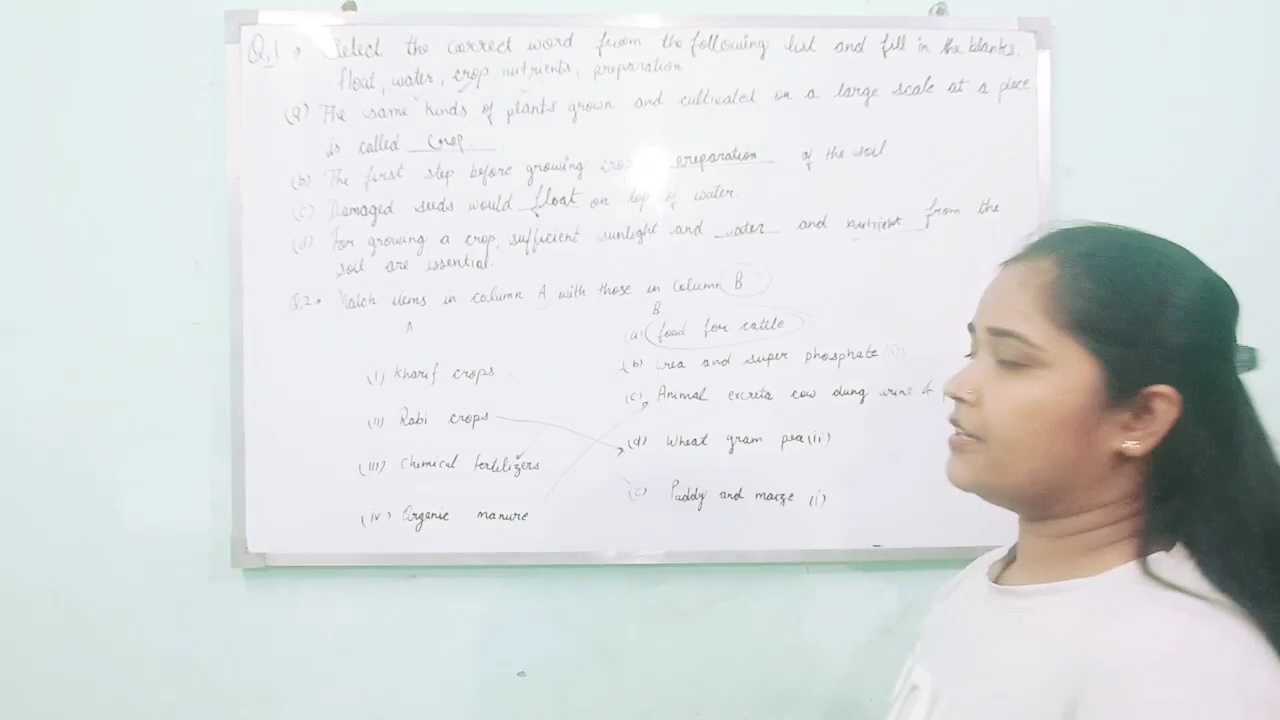 Q.1 → Select the correct word from the following list and fill in the blanks.
float, water, crop, nutrients, preparation
(a) The same kinds of plants grown and cultivated on a large scale at a place
is called crop.
(b) The first step before growing preparation of the soil
(c) Damaged seeds would float on top of water.
(d) For growing a crop, sufficient sunlight and water and nutrient from the
soil are essential.
Q.2. Match items in column A with those in column B
A B
(a) food for cattle
(i) Kharif crops (b) urea and super phosphate (iii)
(ii) Rabi crops (c) Animal excreta cow dung urine &
(iii) Chemical fertilizers (d) Wheat gram pea (ii)
(iv) Organic manure (e) Paddy and maize (i)